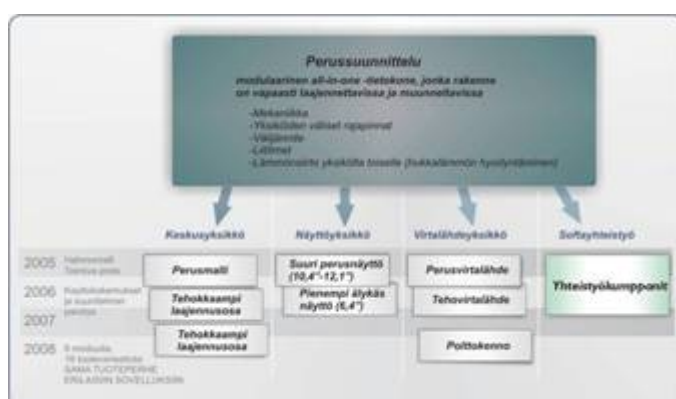 Perussuunnittelu
modulaarinen all-in-one -tietokone, jonka rakenne
on vapaasti laajennettavissa ja muunnettavissa
-Mekaniikka
-Yksiköiden väliset rajapinnat
-Väljännite
-Liittimet
-Lämmönsiirto yksiköltä toiselle (hukkalämmön hyödyntäminen)
Keskusyksikkö
Näyttöyksikkö
Virtalähdeyksikkö
Softayhteistyö
2005
Perusmalli
Suuri perusnäyttö
(10,4"-12,1")
Perusvirtalähde
Yhteistyökumppanit
2006
Tehokkaampi
laajennusosa
Pienempi älykäs
näyttö (6,4")
Tehovirtalähde
2007
Tehokkaampi
laajennusosa
Polttokenno
2008
SAMA TUOTEPERHE
ERILAISIIN SOVELLUKSIIN